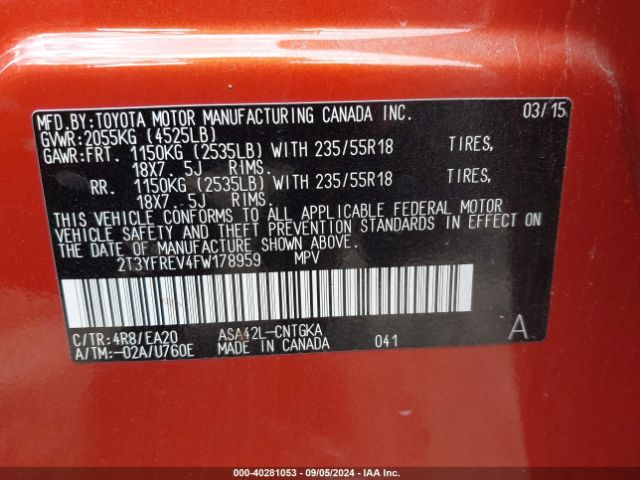 MFD.BY:TOYOTA MOTOR MANUFACTURING CANADA INC. 03/15
GVWR:2055KG (4525LB)
GAWR:FRT. 1150KG (2535LB) WITH 235/55R18 TIRES,
18X7.5J RIMS.
RR. 1150KG (2535LB) WITH 235/55R18 TIRES,
18X7.5J RIMS.
THIS VEHICLE CONFORMS TO ALL APPLICABLE FEDERAL MOTOR
VEHICLE SAFETY AND THEFT PREVENTION STANDARDS IN EFFECT ON
THE DATE OF MANUFACTURE SHOWN ABOVE.
2T3YFREV4FW178959 MPV
C/TR:4R8/EA20 ASA42L-CNTGKA
A/TM:-02A/U760E MADE IN CANADA 041 A
000-40281053 - 09/05/2024 - IAA Inc.